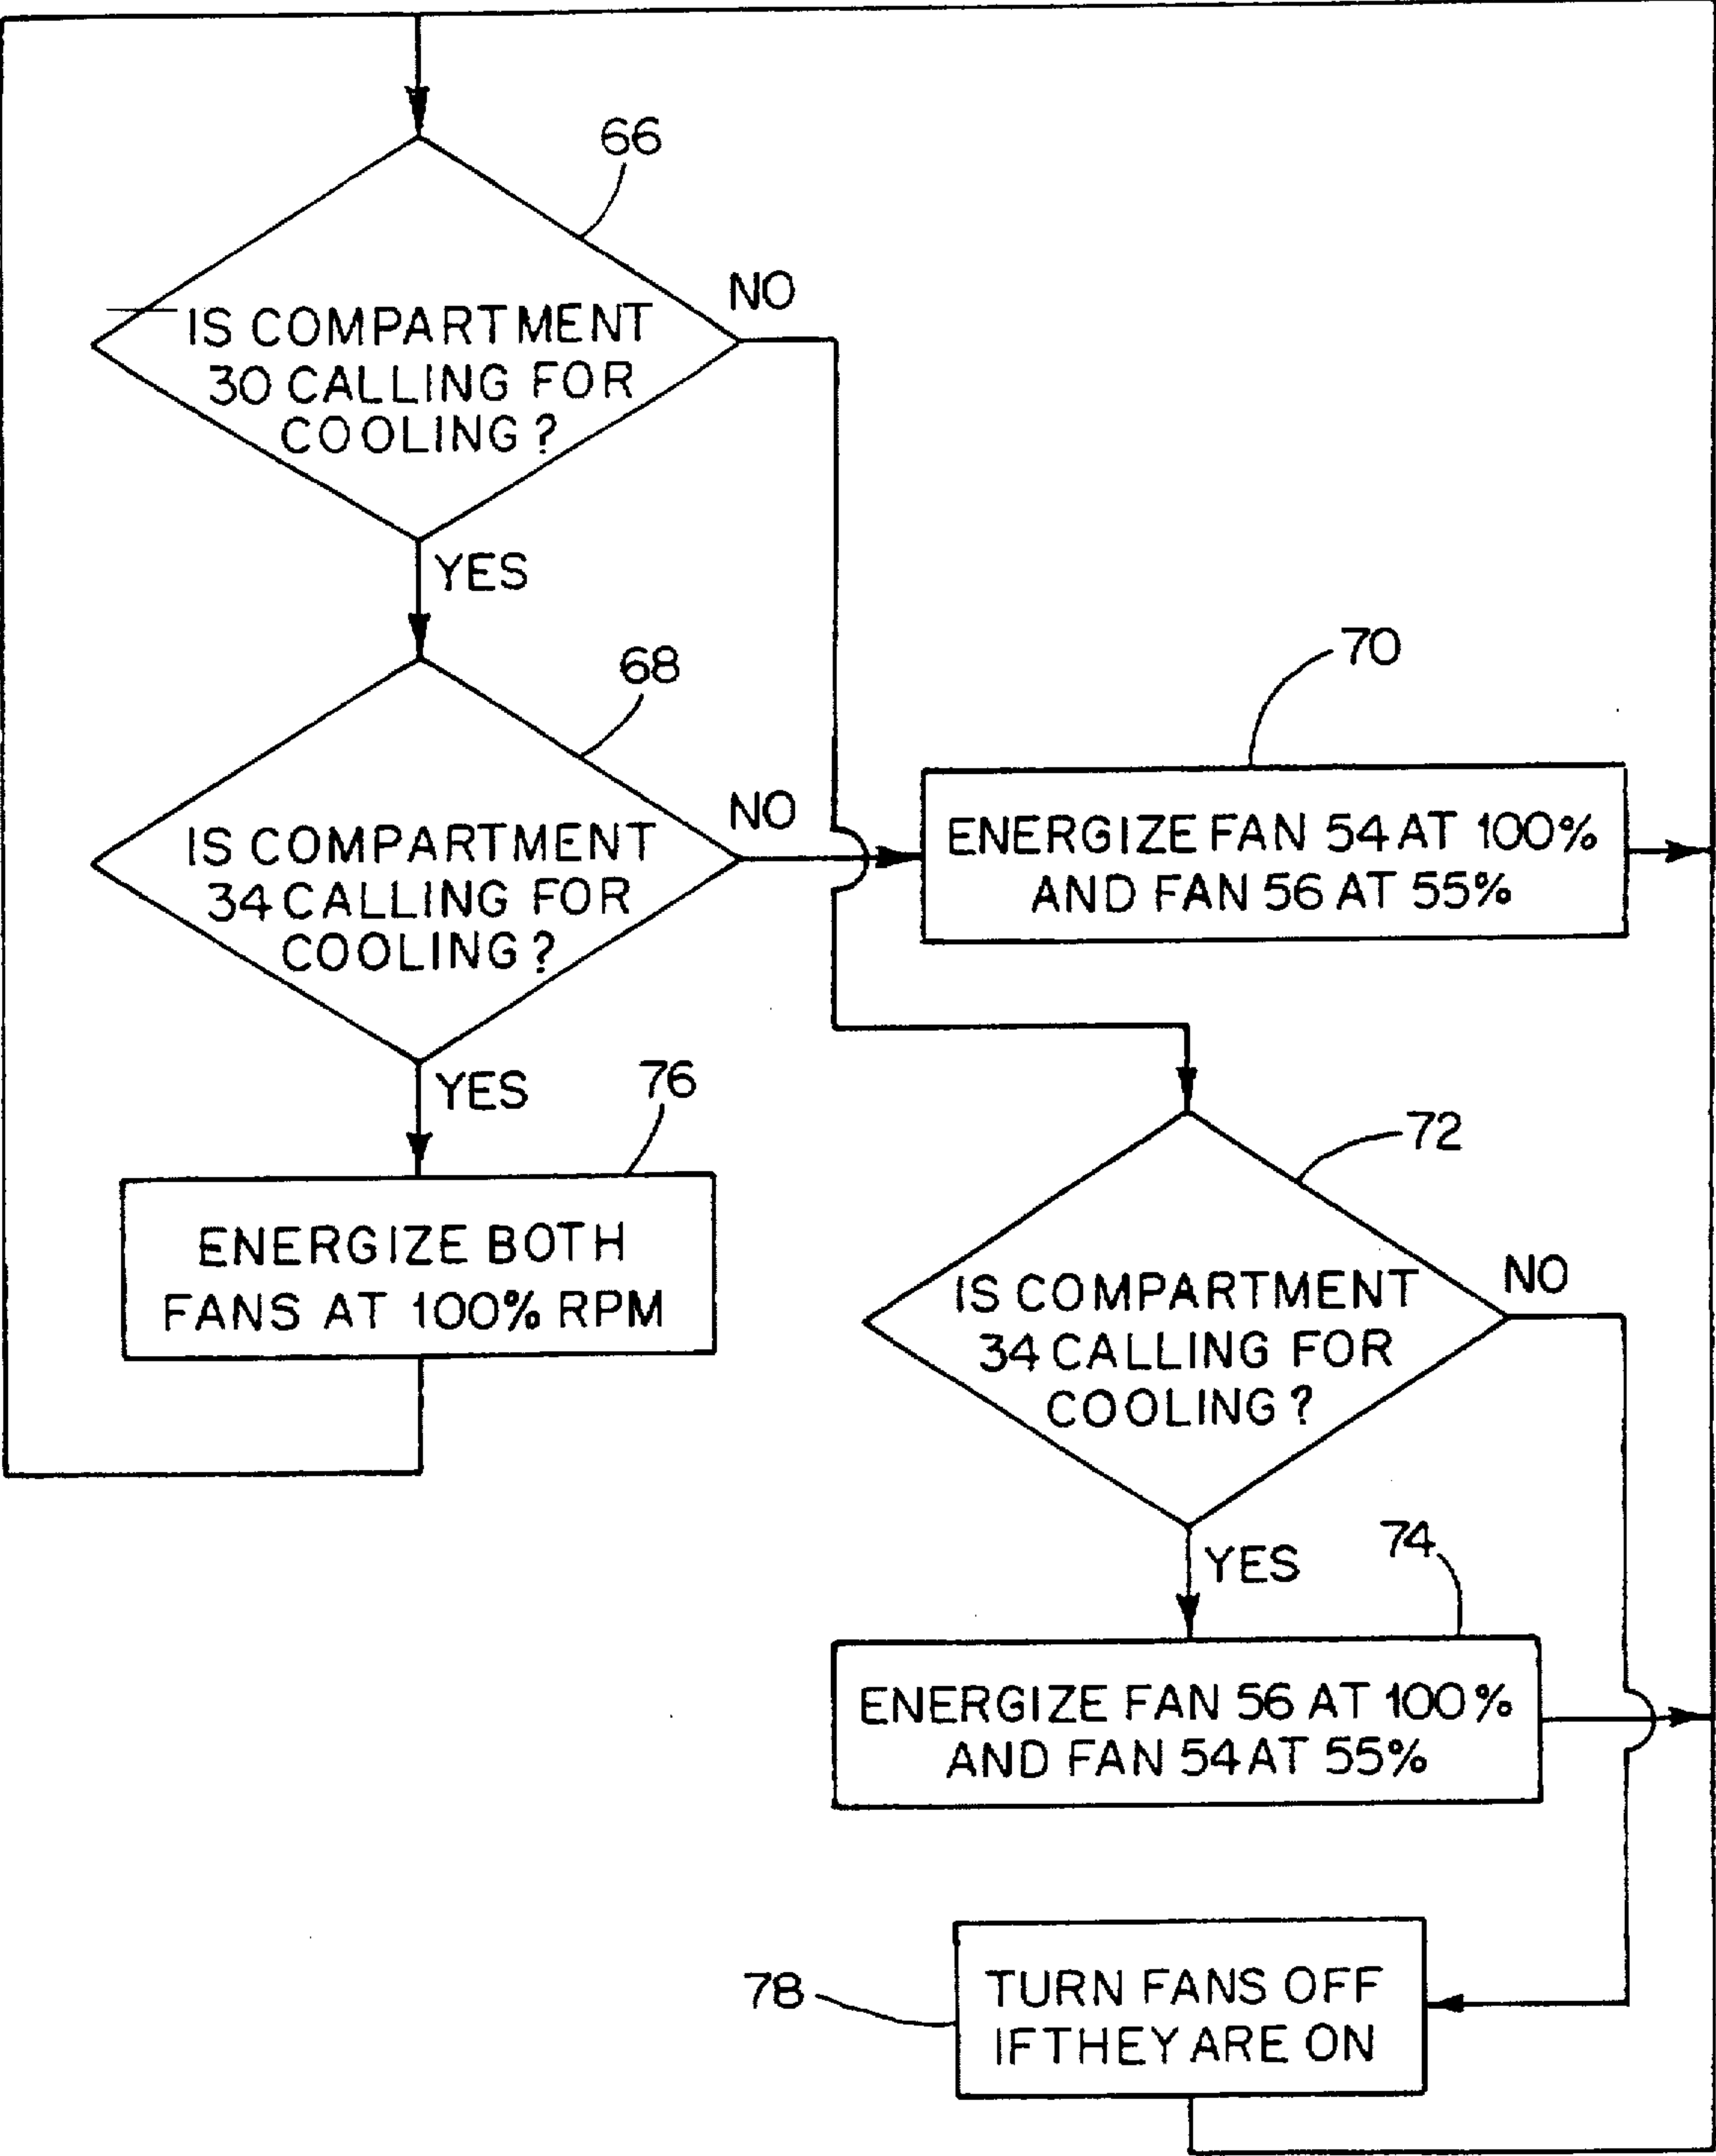 66
NO
IS COMPARTMENT
30 CALLING FOR
COOLING?
YES
68
NO
IS COMPARTMENT
34 CALLING FOR
COOLING?
70
ENERGIZE FAN 54 AT 100%
AND FAN 56 AT 55%
YES
76
ENERGIZE BOTH
FANS AT 100% RPM
72
NO
IS COMPARTMENT
34 CALLING FOR
COOLING?
YES
74
ENERGIZE FAN 56 AT 100%
AND FAN 54 AT 55%
78
TURN FANS OFF
IF THEY ARE ON